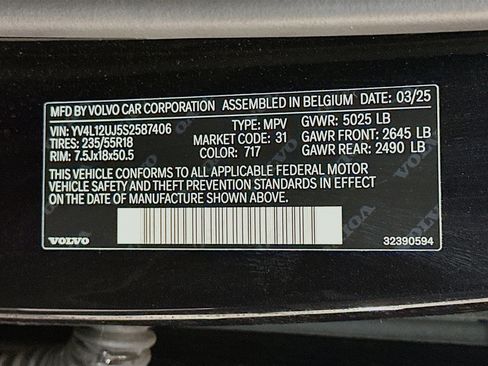 MFD BY VOLVO CAR CORPORATION ASSEMBLED IN BELGIUM DATE: 03/25
VIN: YV4L12UJ5S2587406 TYPE: MPV GVWR: 5025 LB
TIRES: 235/55R18 MARKET CODE: 31 GAWR FRONT: 2645 LB
RIM: 7.5Jx18x50.5 COLOR: 717 GAWR REAR: 2490 LB
THIS VEHICLE CONFORMS TO ALL APPLICABLE FEDERAL MOTOR
VEHICLE SAFETY AND THEFT PREVENTION STANDARDS IN EFFECT
ON THE DATE OF MANUFACTURE SHOWN ABOVE.
VOLVO 32390594